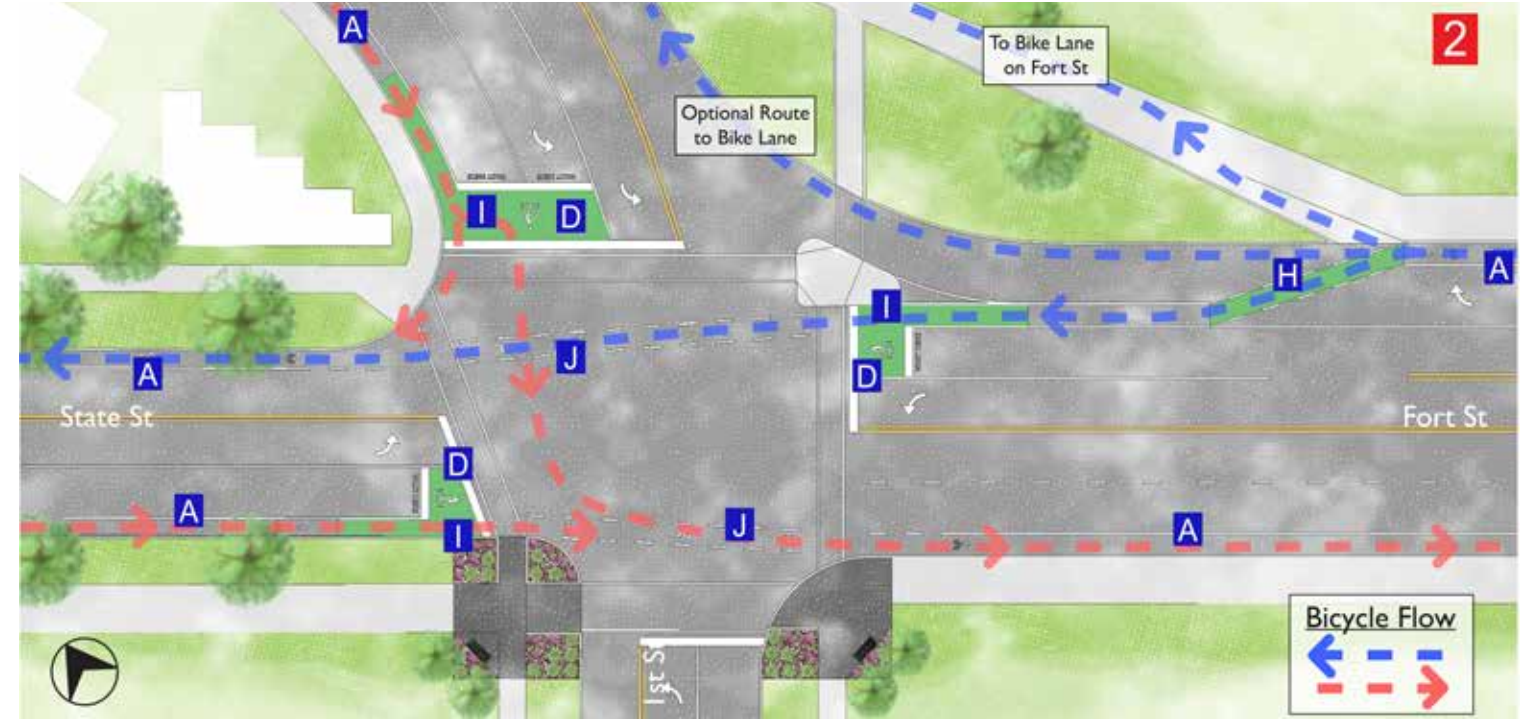 A
2
To Bike Lane
on Fort St
Optional Route
to Bike Lane
I
D
H
A
I
J
A
D
State St
Fort St
D
A
I
J
A
1st S
Bicycle Flow